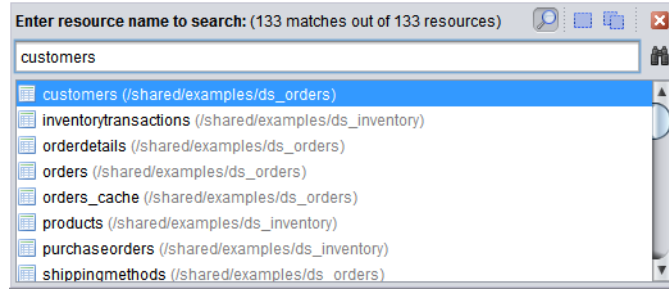 Enter resource name to search: (133 matches out of 133 resources)
customers
customers (/shared/examples/ds_orders)
inventorytransactions (/shared/examples/ds_inventory)
orderdetails (/shared/examples/ds_orders)
orders (/shared/examples/ds_orders)
orders_cache (/shared/examples/ds_orders)
products (/shared/examples/ds_inventory)
purchaseorders (/shared/examples/ds_inventory)
shippingmethods (/shared/examples/ds_orders)